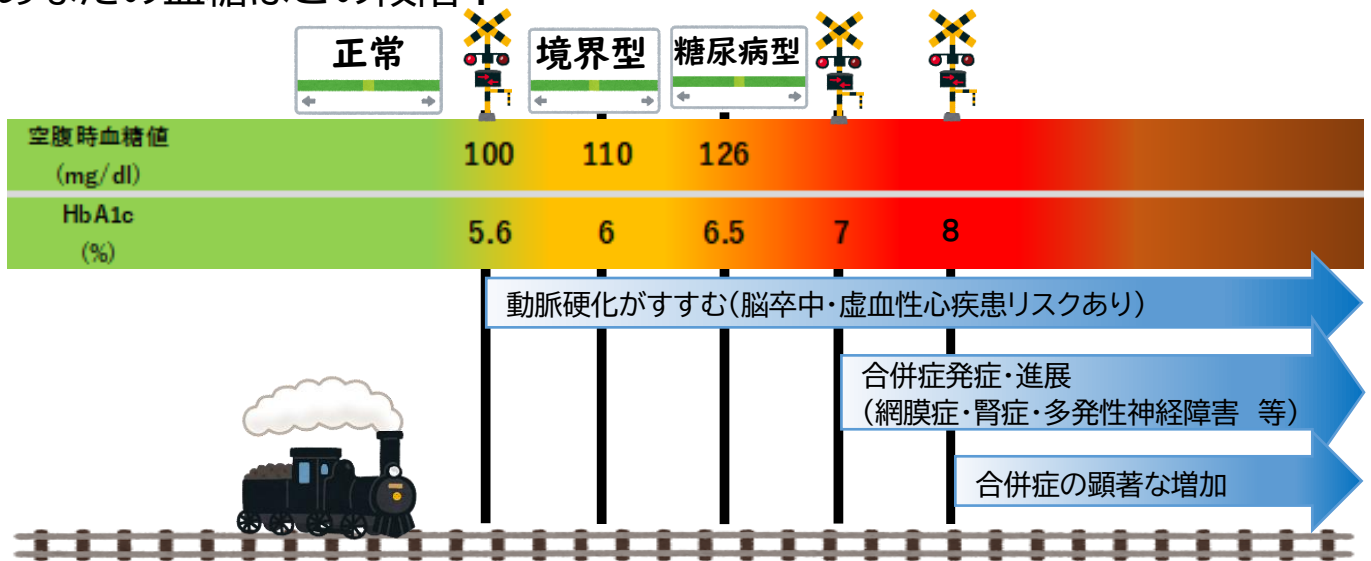 正常
境界型
糖尿病型
空腹時血糖値
(mg/dl)
100 110 126
HbA1c
(%)
5.6 6 6.5 7 8
動脈硬化がすすむ(脳卒中・虚血性心疾患リスクあり)
合併症発症・進展
(網膜症・腎症・多発性神経障害 等)
合併症の顕著な増加